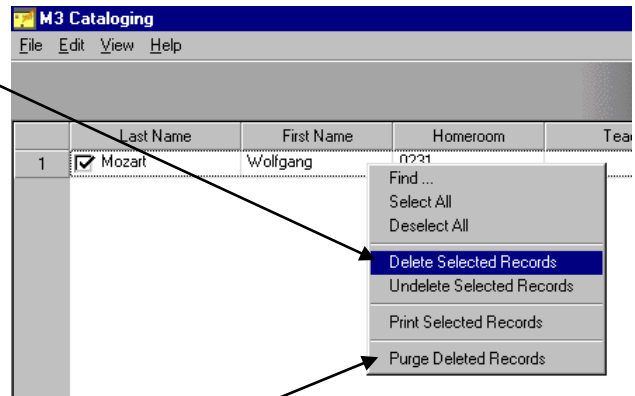 M3 Cataloging
File Edit View Help
Last Name First Name Homeroom Tea
1 Mozart Wolfgang 0231
Find ...
Select All
Deselect All
Delete Selected Records
Undelete Selected Records
Print Selected Records
Purge Deleted Records